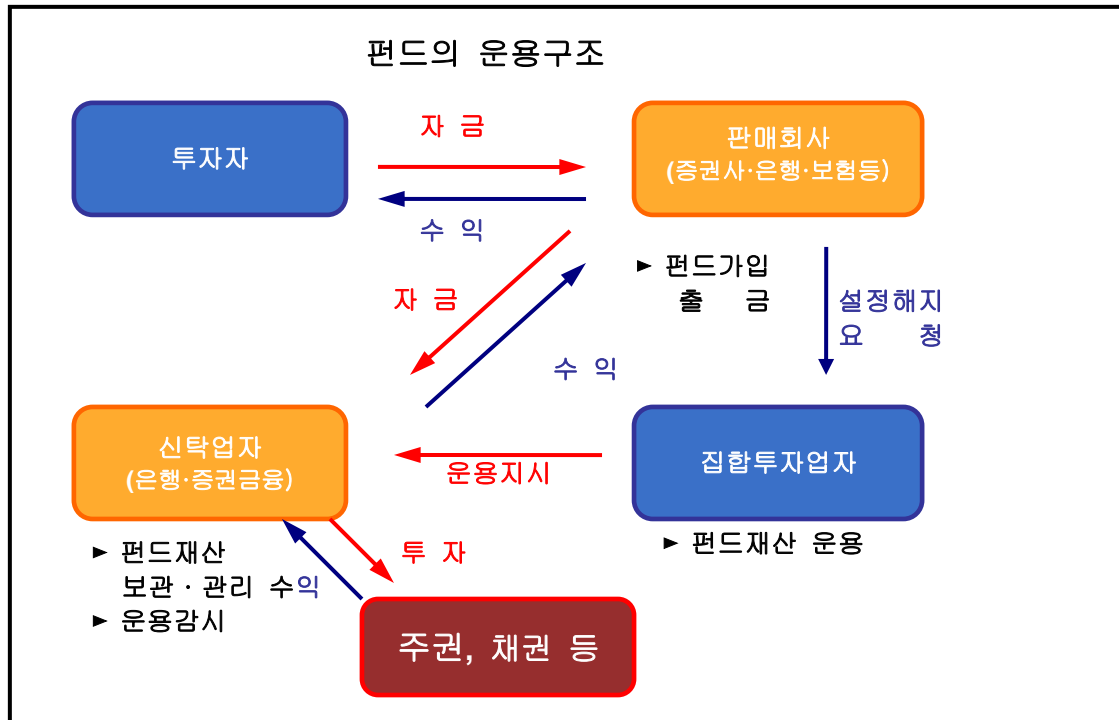 펀드의 운용구조
투자자
자 금
수 익
판매회사
(증권사·은행·보험등)
► 펀드가입
출 금
설정해지
요 청
자 금
수 익
신탁업자
(은행·증권금융)
운용지시
집합투자업자
► 펀드재산 운용
► 펀드재산
보관 · 관리 수익
► 운용감시
투 자
주권, 채권 등